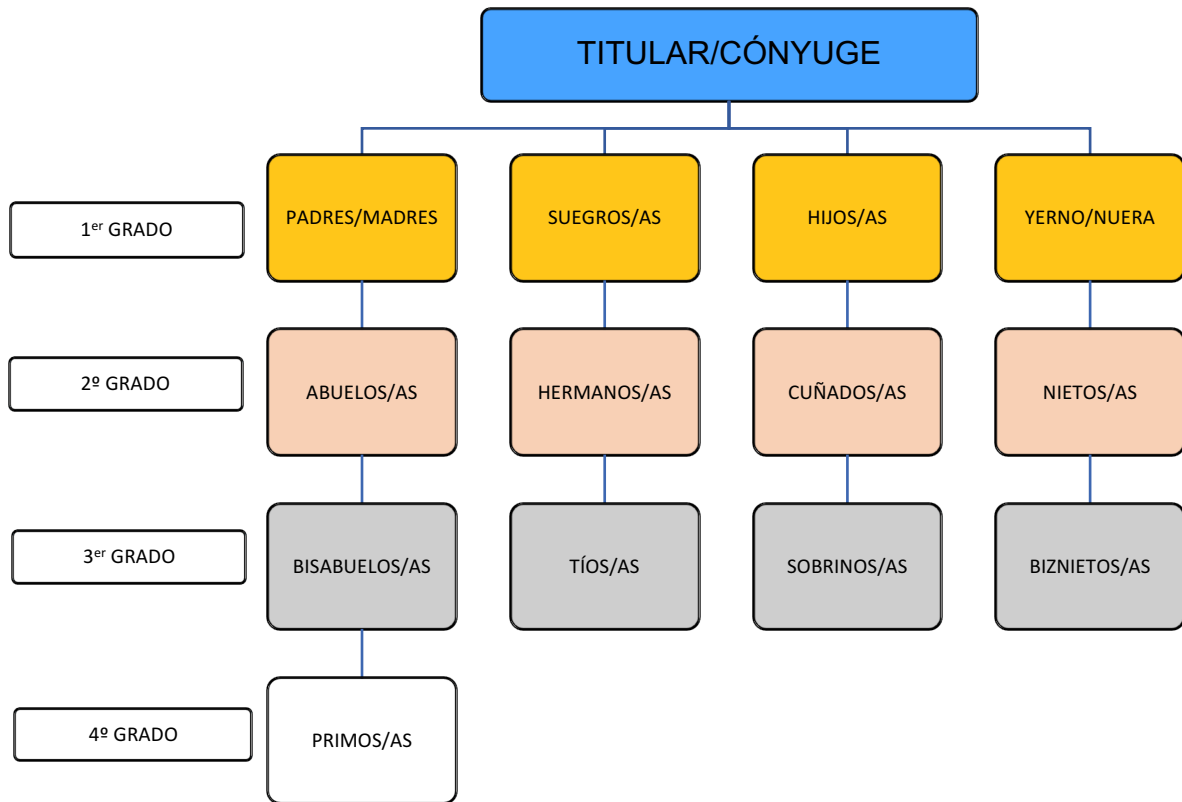 TITULAR/CÓNYUGE
1er GRADO
PADRES/MADRES
SUEGROS/AS
HIJOS/AS
YERNO/NUERA
2º GRADO
ABUELOS/AS
HERMANOS/AS
CUÑADOS/AS
NIETOS/AS
3er GRADO
BISABUELOS/AS
TÍOS/AS
SOBRINOS/AS
BIZNIETOS/AS
4º GRADO
PRIMOS/AS